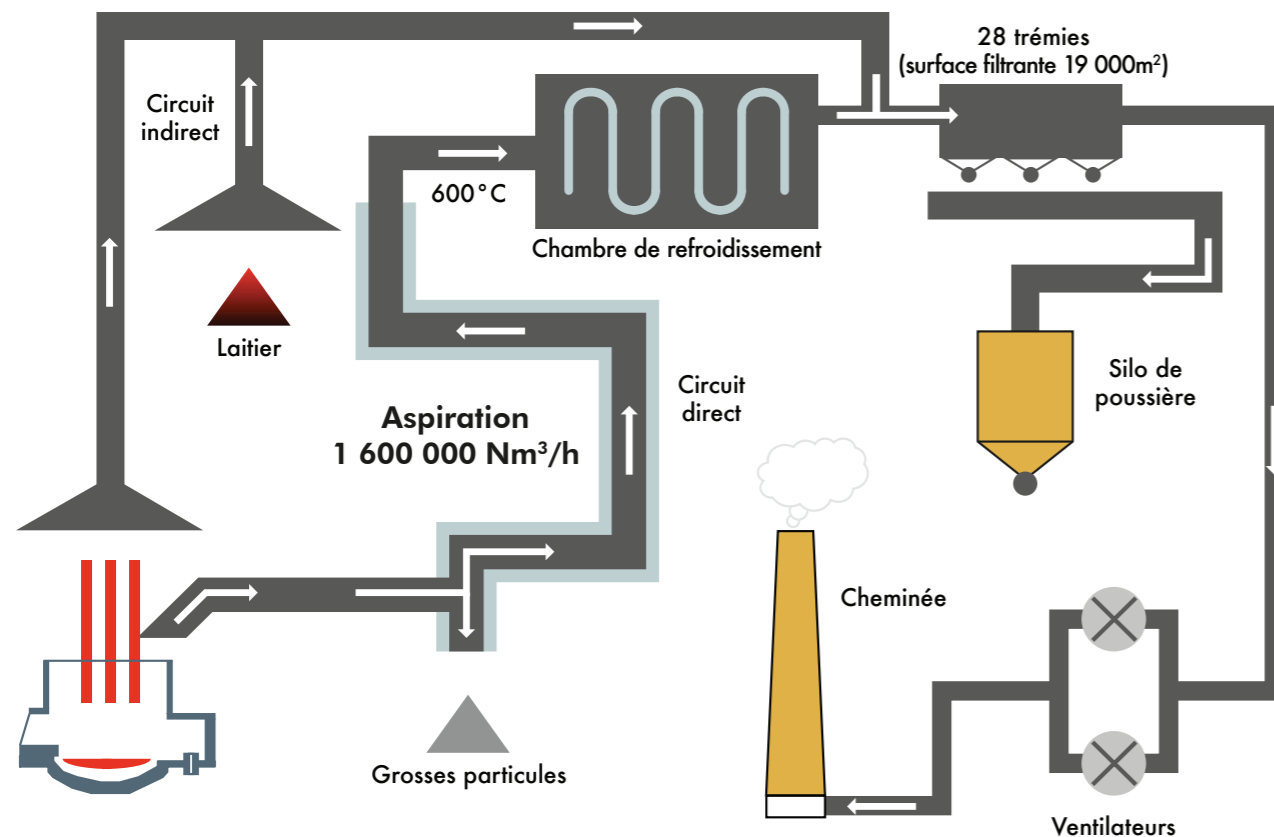 28 trémies
(surface filtrante 19 000m²)
Circuit
indirect
600°C
Chambre de refroidissement
Laitier
Silo de
poussière
Circuit
direct
Aspiration
1 600 000 Nm³/h
Cheminée
Grosses particules
Ventilateurs